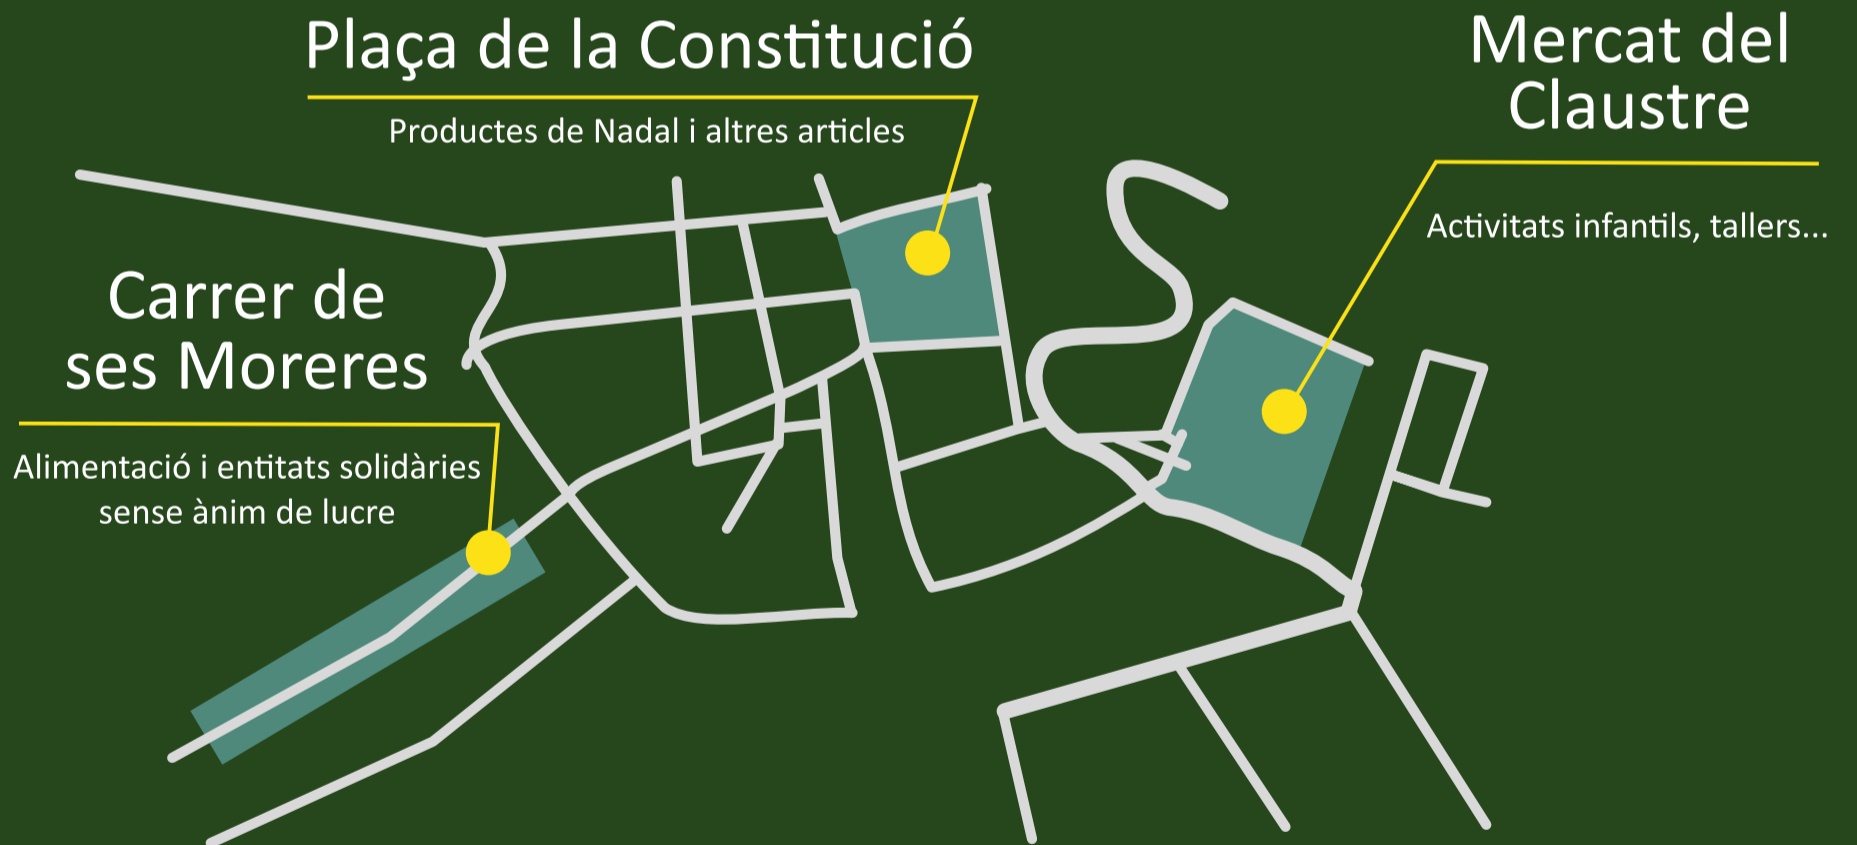 Plaça de la Constitució
Productes de Nadal i altres articles
Mercat del
Claustre
Activitats infantils, tallers...
Carrer de
ses Moreres
Alimentació i entitats solidàries
sense ànim de lucre